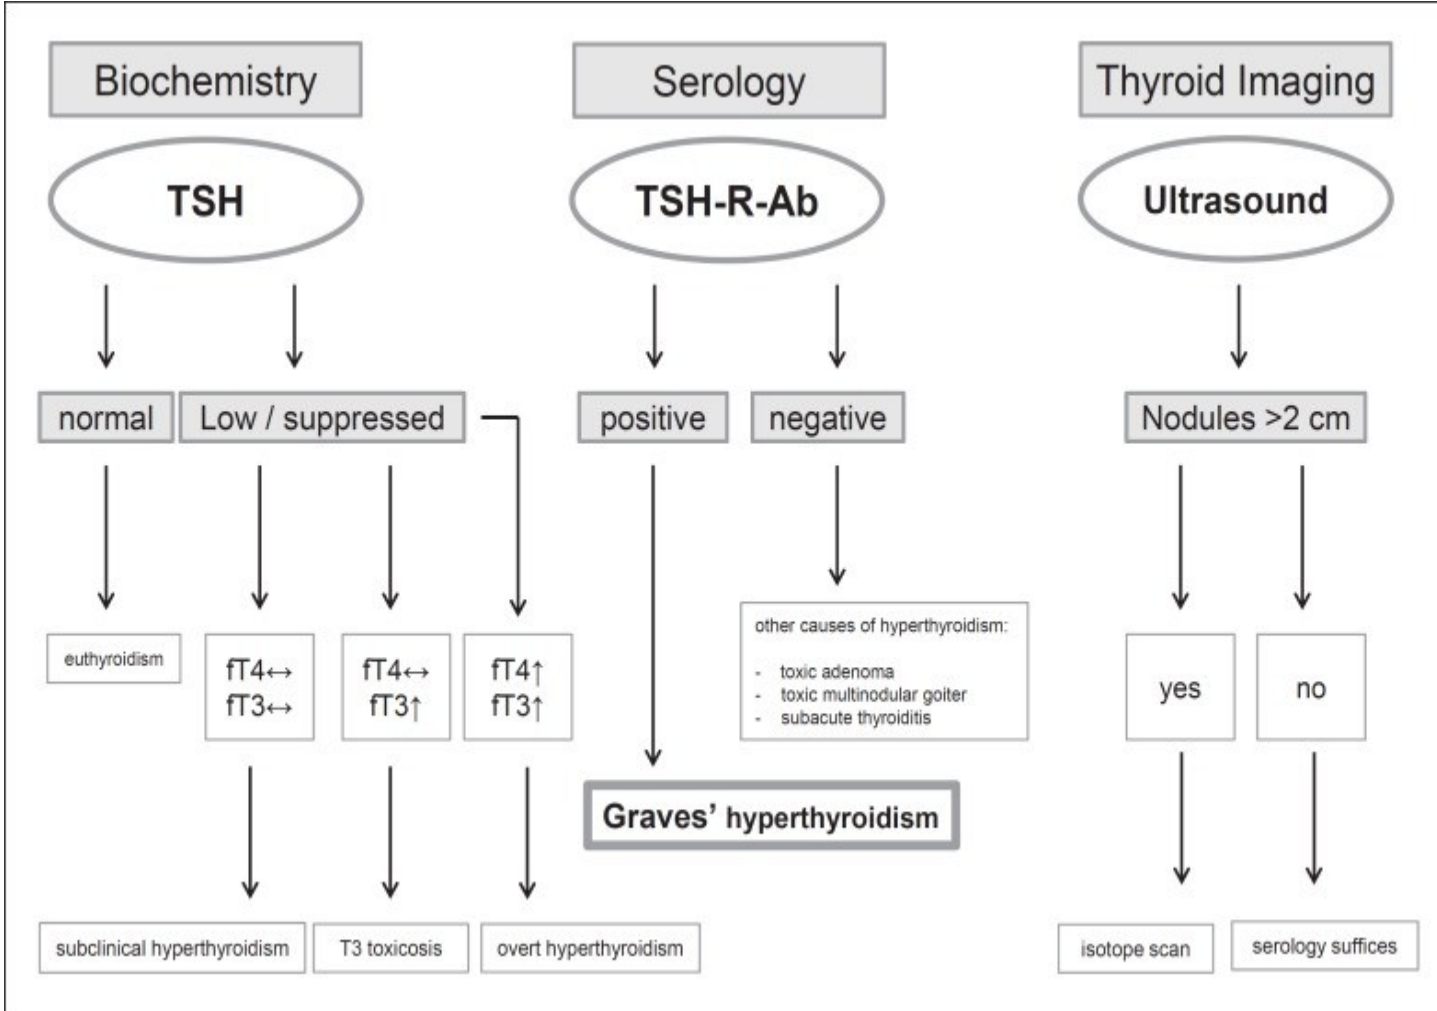 Biochemistry
Serology
Thyroid Imaging
TSH
TSH-R-Ab
Ultrasound
normal
Low / suppressed
positive
negative
Nodules >2 cm
euthyroidism
fT4↔
fT3↔
fT4↔
fT3↑
fT4↑
fT3↑
other causes of hyperthyroidism:
- toxic adenoma
- toxic multinodular goiter
- subacute thyroiditis
yes
no
Graves’ hyperthyroidism
subclinical hyperthyroidism
T3 toxicosis
overt hyperthyroidism
isotope scan
serology suffices